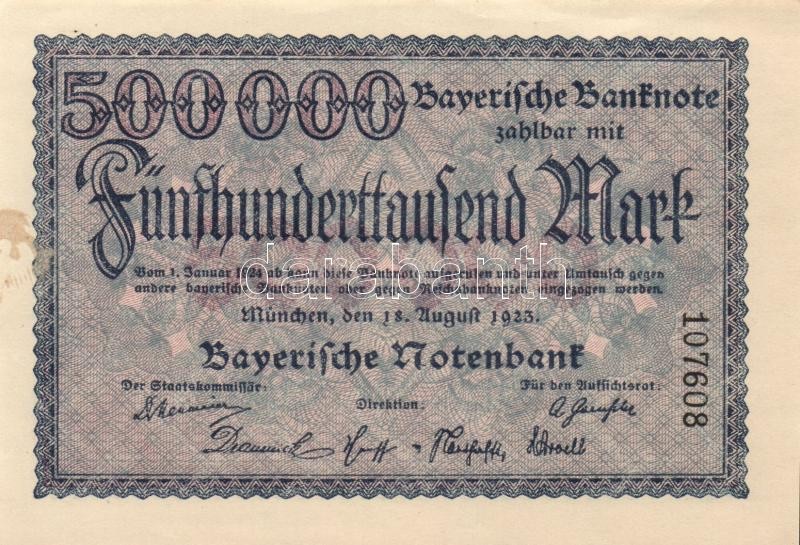 500000 Bayerische Banknote
zahlbar mit
Fünfhunderttausend Mark
Vom 1. Januar 1924 ab kann diese Banknote aufgerufen und unter Umtausch gegen
andere bayerische Banknoten oder gegen Reichsbanknoten eingezogen werden.
darabanth
München, den 18. August 1923.
Bayerische Notenbank
Der Staatskommissär:
Direktion:
Für den Aufsichtsrat:
107608